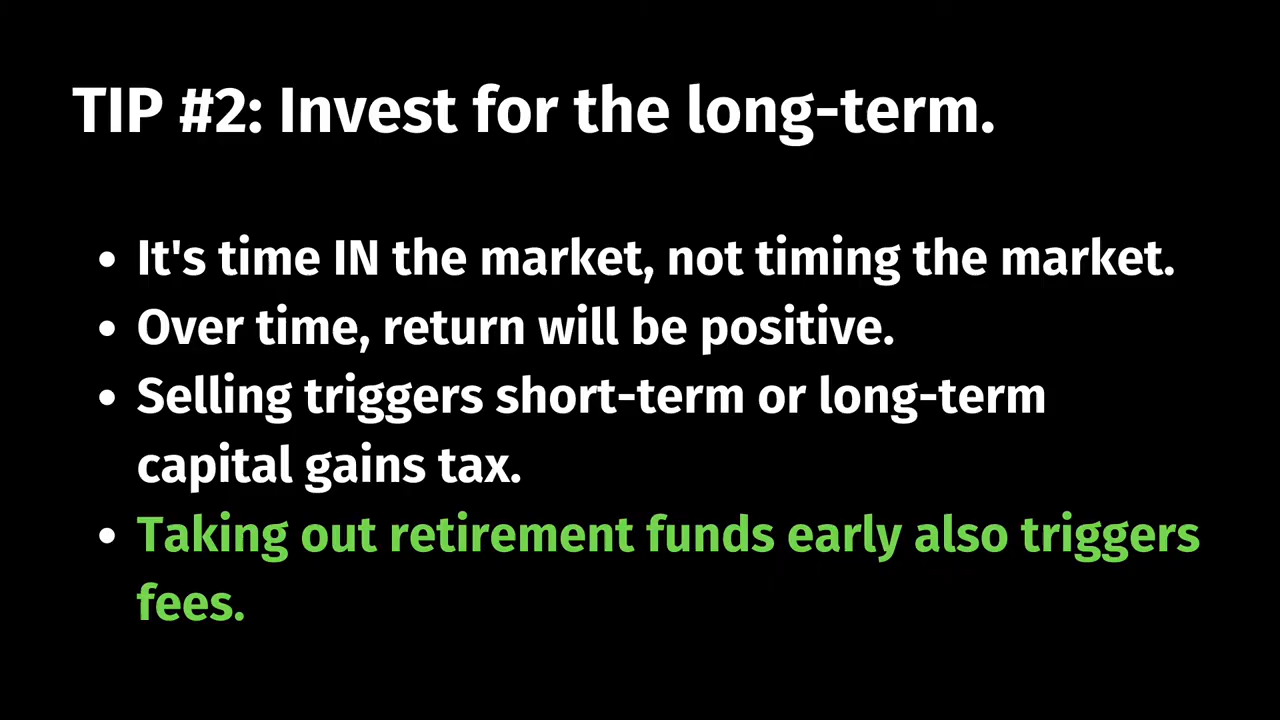 TIP #2: Invest for the long-term.
• It's time IN the market, not timing the market.
• Over time, return will be positive.
• Selling triggers short-term or long-term
capital gains tax.
• Taking out retirement funds early also triggers
fees.